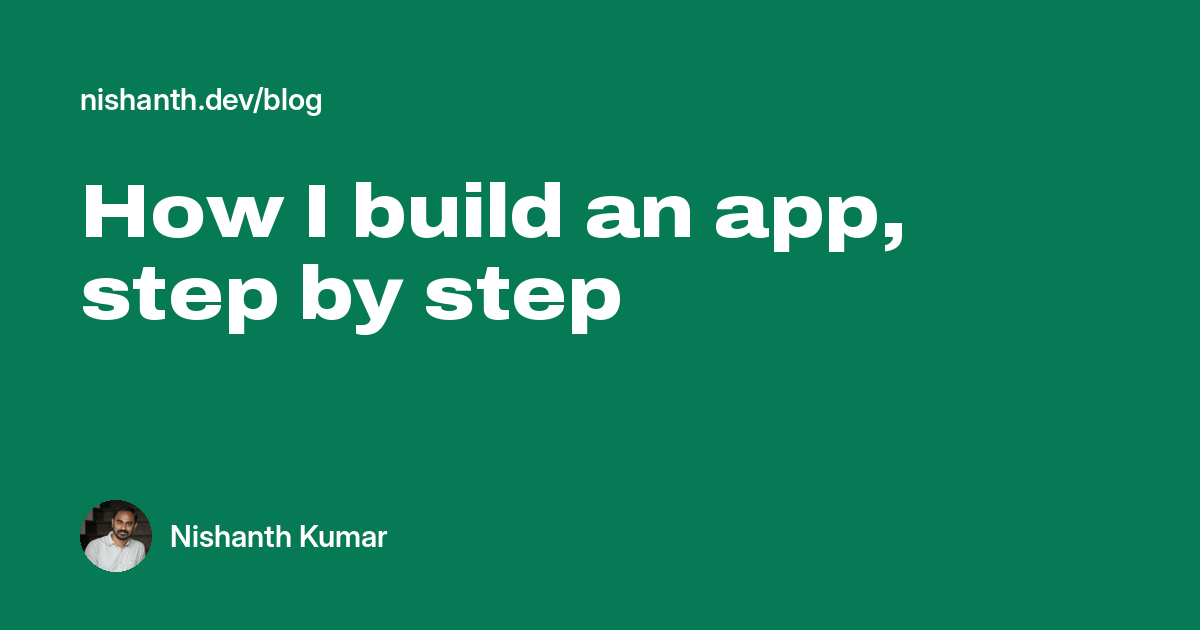 nishanth.dev/blog
How I build an app,
step by step
Nishanth Kumar